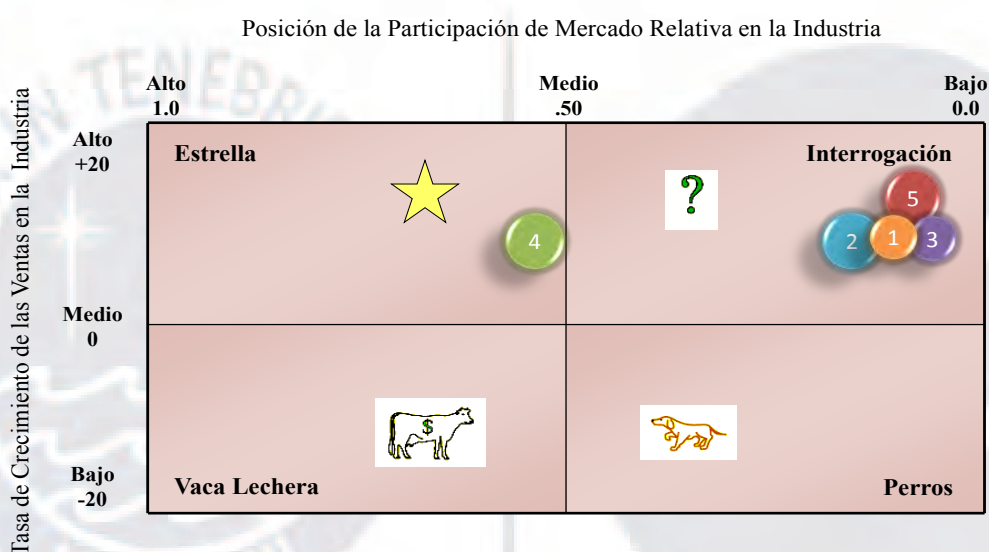 Posición de la Participación de Mercado Relativa en la Industria
Alto
1.0
Medio
.50
Bajo
0.0
Tasa de Crecimiento de las Ventas en la Industria
Alto
+20
Medio
0
Bajo
-20
Estrella
Interrogación
?
5
4
2
1
3
$
Vaca Lechera
Perros